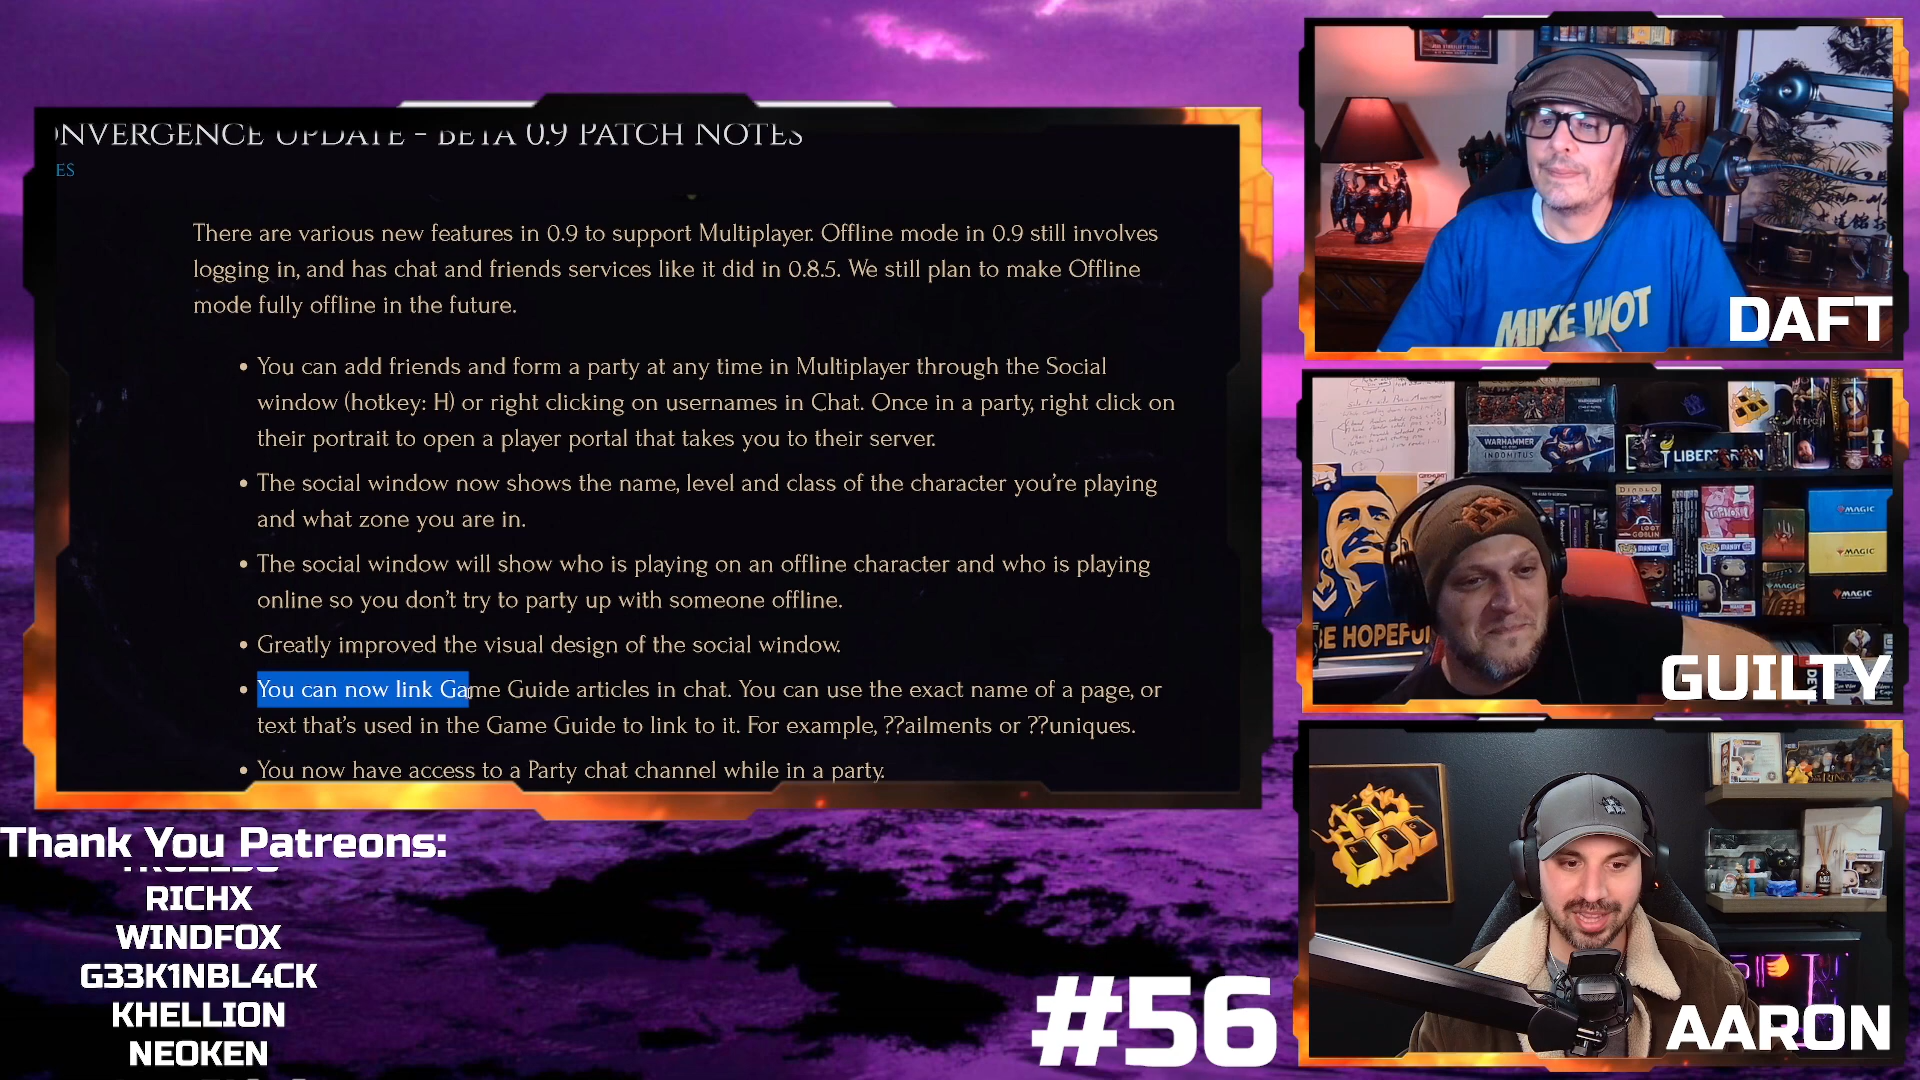 ONVERGENCE UPDATE - BETA 0.9 PATCH NOTES
ES
There are various new features in 0.9 to support Multiplayer. Offline mode in 0.9 still involves
logging in, and has chat and friends services like it did in 0.8.5. We still plan to make Offline
mode fully offline in the future.
• You can add friends and form a party at any time in Multiplayer through the Social
window (hotkey: H) or right clicking on usernames in Chat. Once in a party, right click on
their portrait to open a player portal that takes you to their server.
• The social window now shows the name, level and class of the character you're playing
and what zone you are in.
• The social window will show who is playing on an offline character and who is playing
online so you don't try to party up with someone offline.
• Greatly improved the visual design of the social window.
• You can now link Game Guide articles in chat. You can use the exact name of a page, or
text that's used in the Game Guide to link to it. For example, ??ailments or ??uniques.
• You now have access to a Party chat channel while in a party.
Thank You Patreons:
RICHX
WINDFOX
G33K1NBL4CK
KHELLION
NEOKEN
#56
MIKE WOT
DAFT
WARHAMMER
INDOMITUS
LIBERTARIAN
DIABLO
LOOT
GOBLIN
MAGIC
MAGIC
MAGIC
MAGIC
BE HOPEFUL
GUILTY
AARON